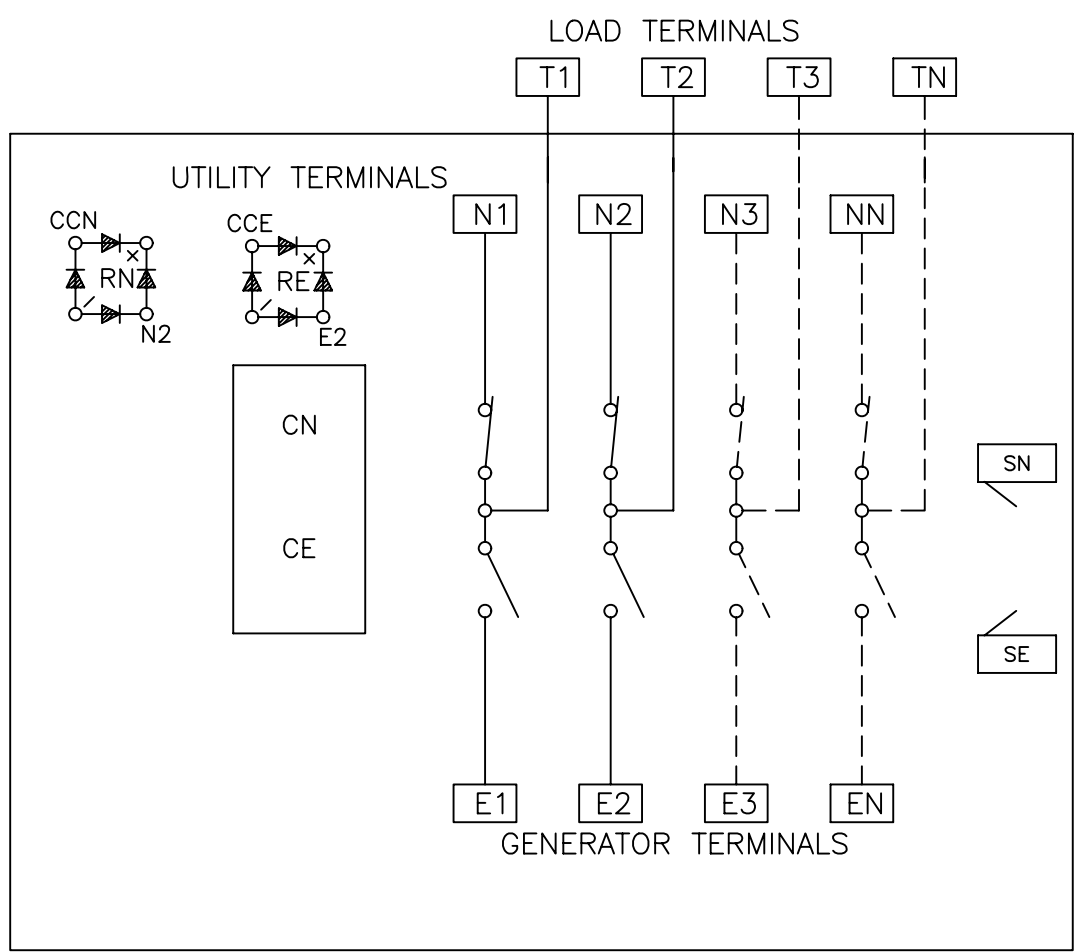 LOAD TERMINALS
T1 T2 T3 TN
UTILITY TERMINALS
N1 N2 N3 NN
CCN
RN
N2
CCE
RE
E2
CN
CE
SN
SE
E1 E2 E3 EN
GENERATOR TERMINALS